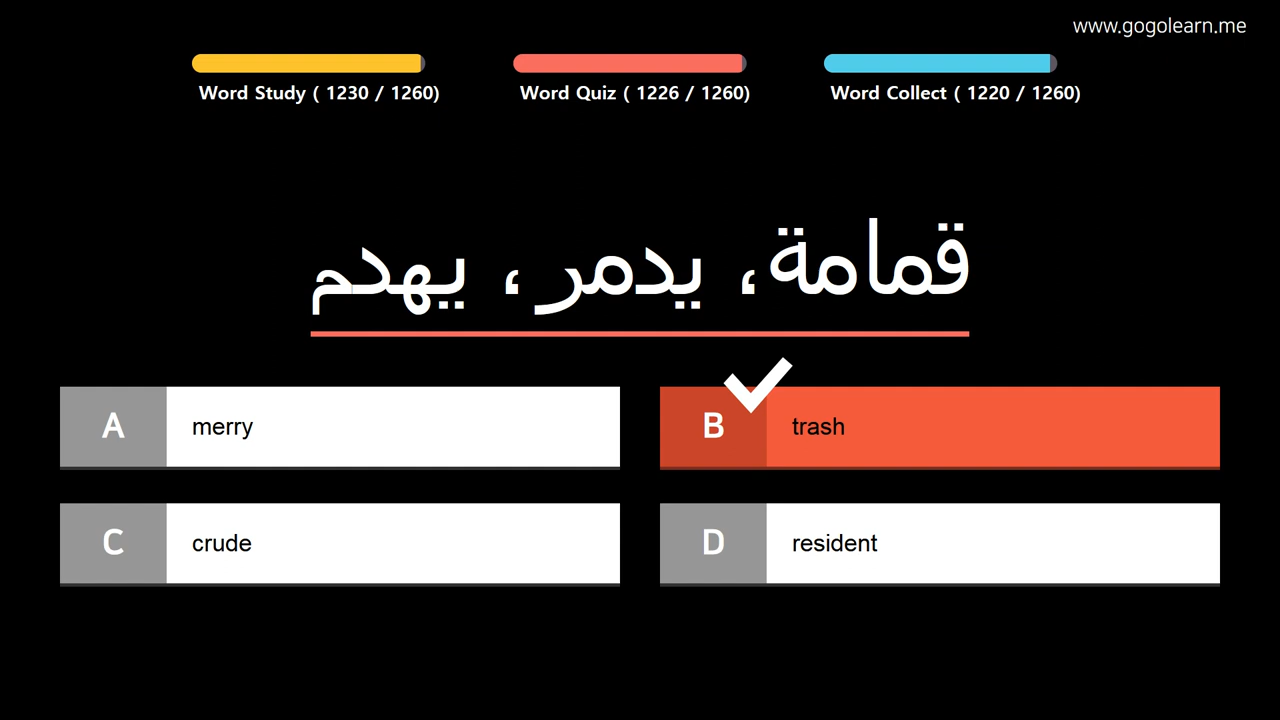 www.gogolearn.me
Word Study ( 1230 / 1260)
Word Quiz ( 1226 / 1260)
Word Collect ( 1220 / 1260)
قمامة، يدمر ، يهدم
A merry
B trash
C crude
D resident